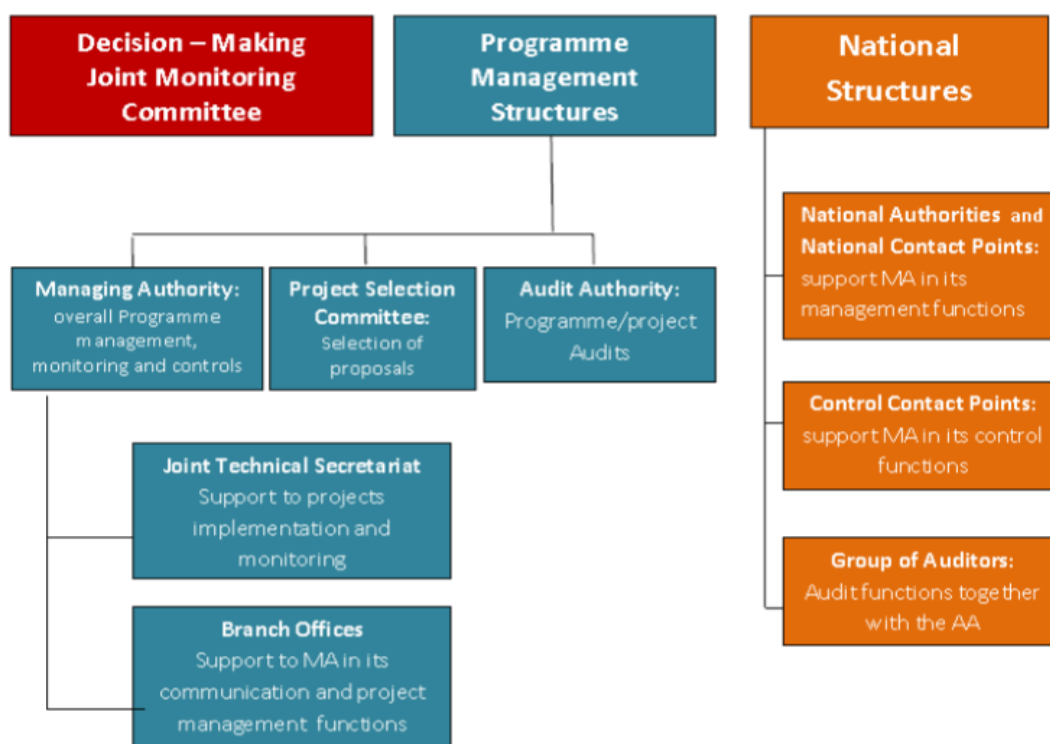 Decision – Making
Joint Monitoring
Committee
Programme
Management
Structures
National
Structures
Managing Authority:
overall Programme
management,
monitoring and controls
Project Selection
Committee:
Selection of
proposals
Audit Authority:
Programme/project
Audits
Joint Technical Secretariat
Support to projects
implementation and
monitoring
Branch Offices
Support to MA in its
communication and project
management functions
National Authorities and
National Contact Points:
support MA in its
management functions
Control Contact Points:
support MA in its control
functions
Group of Auditors:
Audit functions together
with the AA